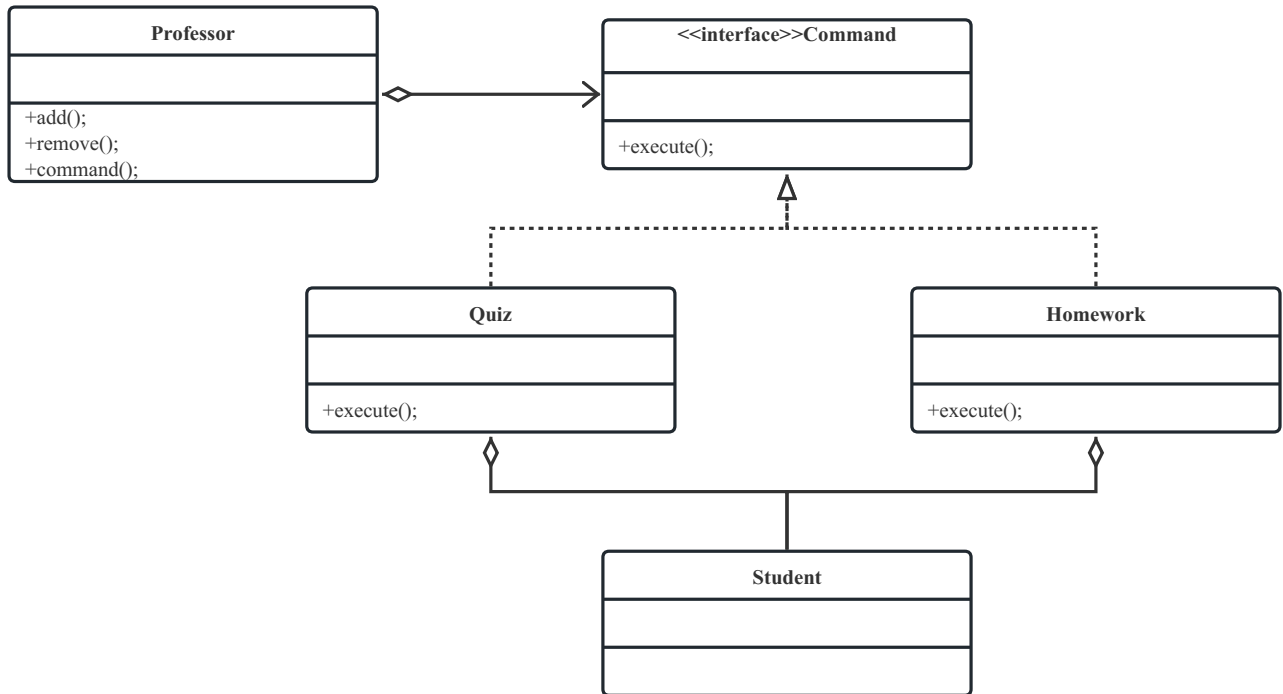 Professor
+add();
+remove();
+command();
<<interface>>Command
+execute();
Quiz
+execute();
Homework
+execute();
Student